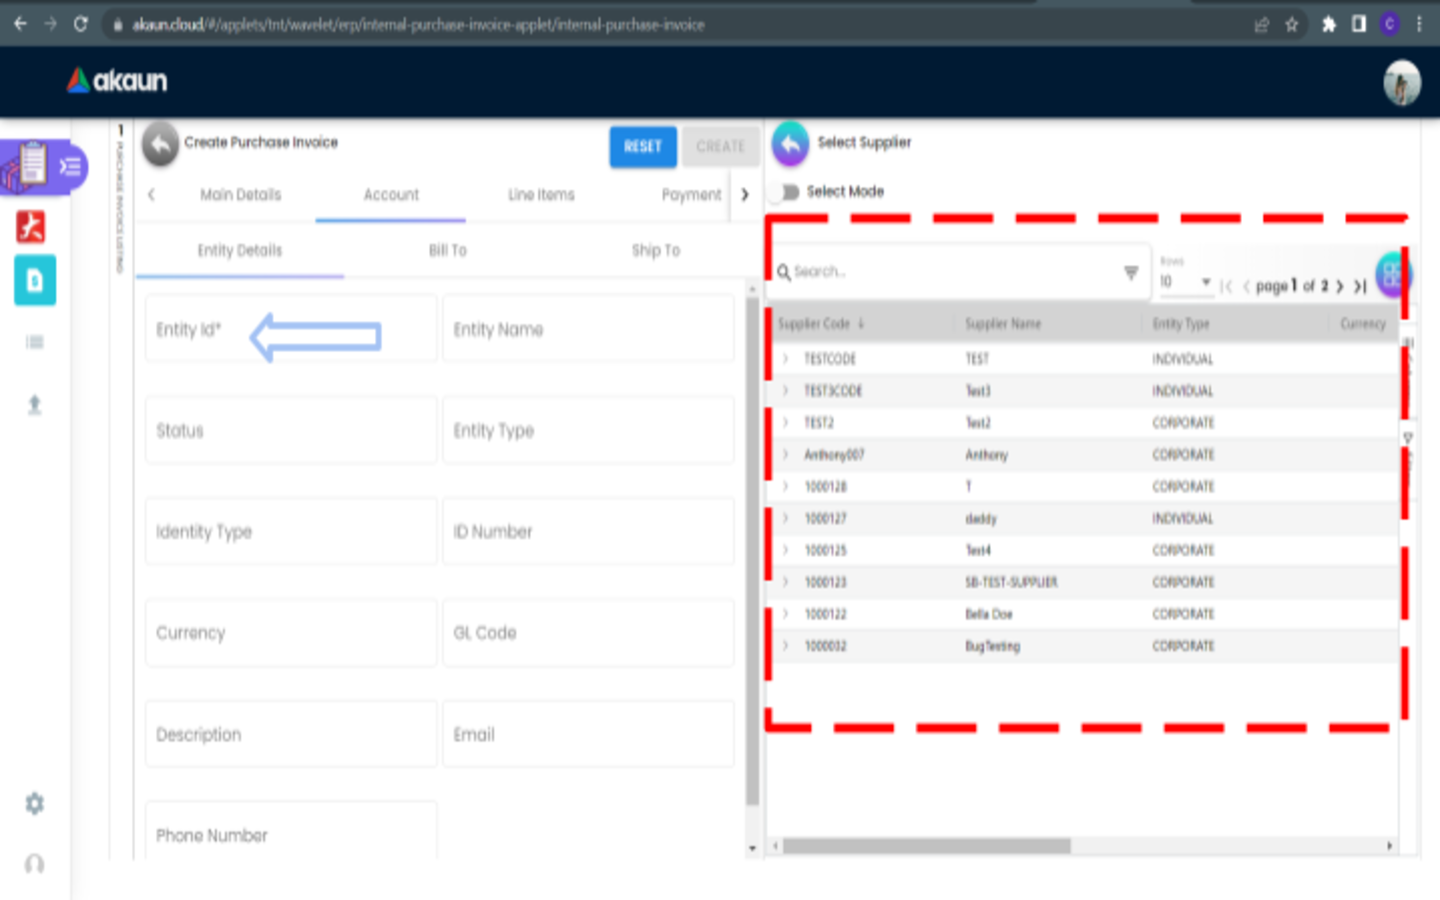 akaun.cloud/#/applets/tnt/wavelet/erp/internal-purchase-invoice-applet/internal-purchase-invoice
C
akaun
1 PURCHASE INVOICE LISTING
Create Purchase Invoice
RESET
CREATE
Main Details
Account
Line Items
Payment
Entity Details
Bill To
Ship To
Entity Id*
Entity Name
Status
Entity Type
Identity Type
ID Number
Currency
GL Code
Description
Email
Phone Number
Select Supplier
Select Mode
Search..
Rows
10
page 1 of 2
Supplier Code Supplier Name Entity Type Currency
TESTCODE TEST INDIVIDUAL
TEST3CODE Test3 INDIVIDUAL
TEST2 Test2 CORPORATE
Anthony007 Anthony CORPORATE
1000128 T CORPORATE
1000127 daddy INDIVIDUAL
1000125 Test4 CORPORATE
1000123 SB-TEST-SUPPLIER CORPORATE
1000122 Bella Doe CORPORATE
1000032 BugTesting CORPORATE